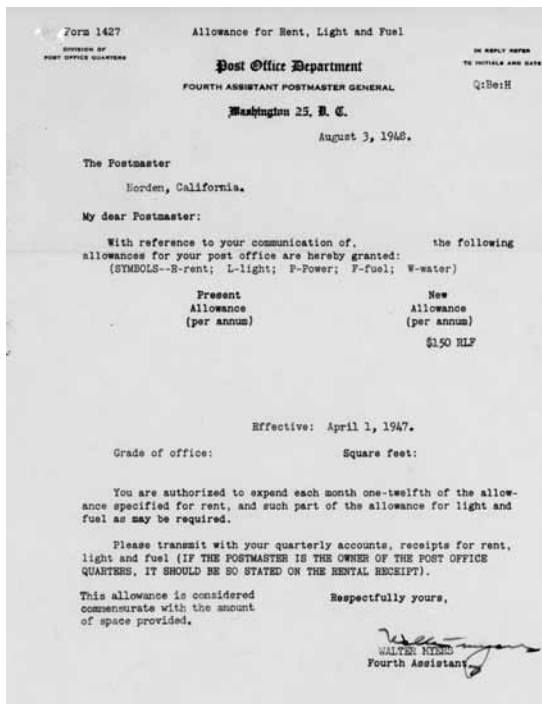 Form 1427
Allowance for Rent, Light and Fuel
DIVISION OF
POST OFFICE QUARTERS
IN REPLY REFER
TO INITIALS AND DATE
Post Office Department
FOURTH ASSISTANT POSTMASTER GENERAL
Q:Be:H
Washington 25, D. C.
August 3, 1948.
The Postmaster
Norden, California.
My dear Postmaster:
With reference to your communication of, the following
allowances for your post office are hereby granted:
(SYMBOLS--R-rent; L-light; P-Power; F-fuel; W-water)
Present New
Allowance Allowance
(per annum) (per annum)
$150 RLF
Effective: April 1, 1947.
Grade of office: Square feet:
You are authorized to expend each month one-twelfth of the allow-
ance specified for rent, and such part of the allowance for light and
fuel as may be required.
Please transmit with your quarterly accounts, receipts for rent,
light and fuel (IF THE POSTMASTER IS THE OWNER OF THE POST OFFICE
QUARTERS, IT SHOULD BE SO STATED ON THE RENTAL RECEIPT).
This allowance is considered
commensurate with the amount
of space provided.
Respectfully yours,
Walter Myers
WALTER MYERS
Fourth Assistant